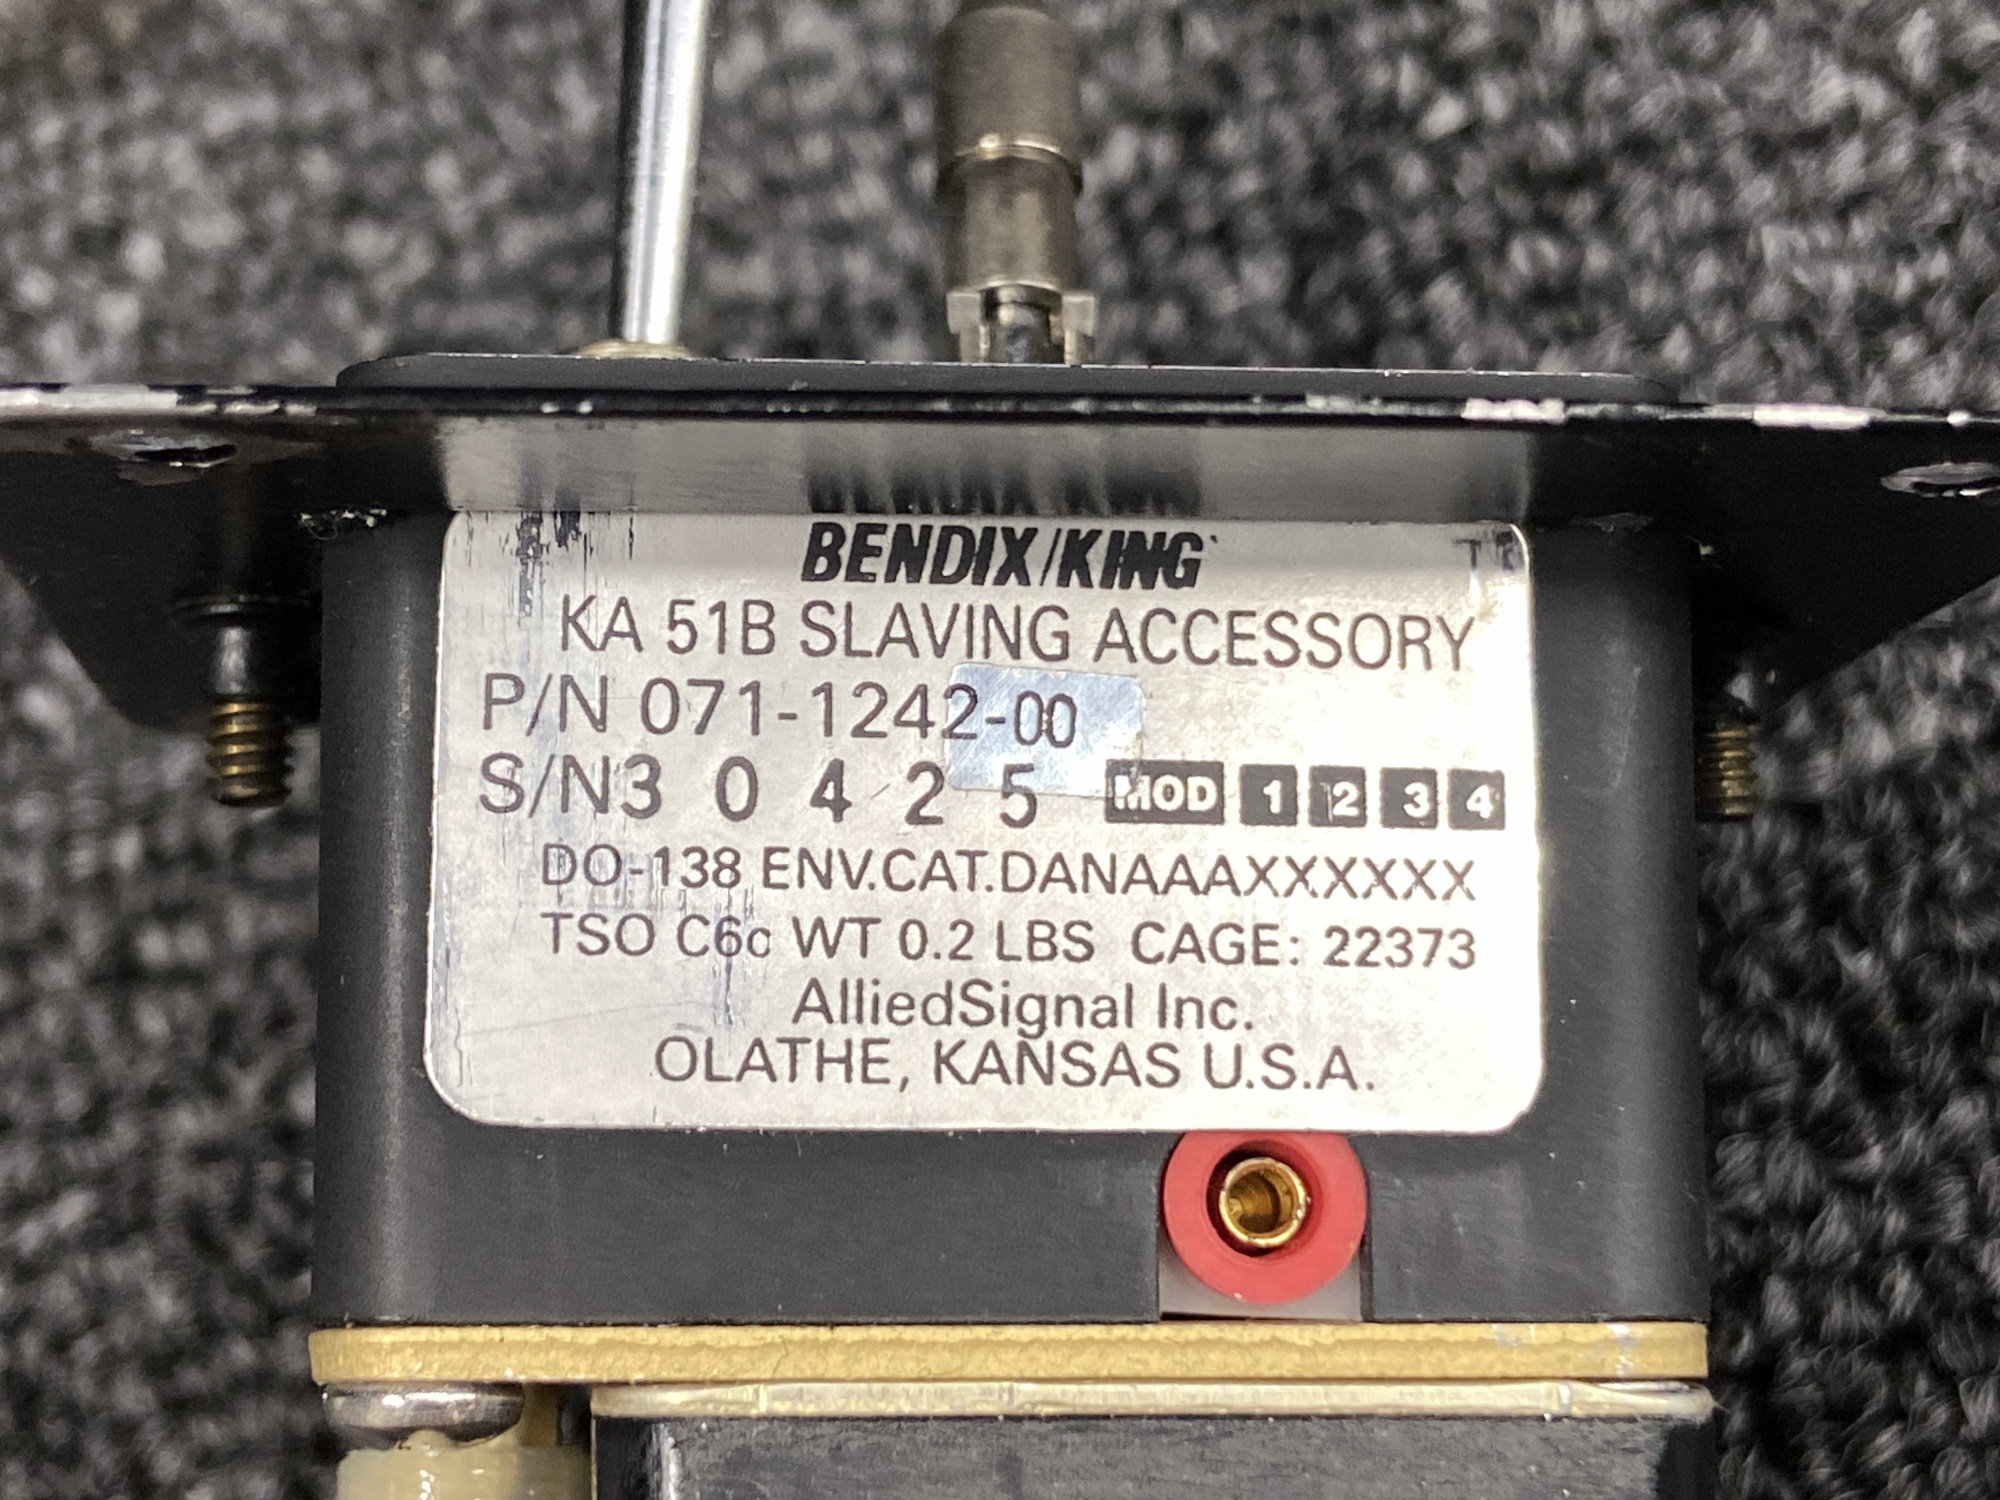 BENDIX/KING
KA 51B SLAVING ACCESSORY
P/N 071-1242-00
S/N 3 0 4 2 5 MOD 1 2 3 4
DO-138 ENV.CAT.DANAAAXXXXXX
TSO C6c WT 0.2 LBS CAGE: 22373
AlliedSignal Inc.
OLATHE, KANSAS U.S.A.